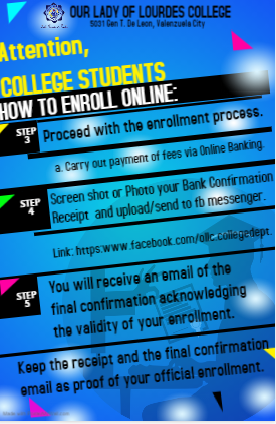 OUR LADY OF LOURDES COLLEGE
5031 Gen T. De Leon, Valenzuela City
Attention,
COLLEGE STUDENTS
HOW TO ENROLL ONLINE:
STEP 3
Proceed with the enrollment process.
a. Carry out payment of fees via Online Banking.
STEP 4
Screen shot or Photo your Bank Confirmation
Receipt and upload/send to fb messenger.
Link: https:www.facebook.com/ollc.collegedept.
STEP 5
You will receive an email of the
final confirmation acknowledging
the validity of your enrollment.
Keep the receipt and the final confirmation
email as proof of your official enrollment.